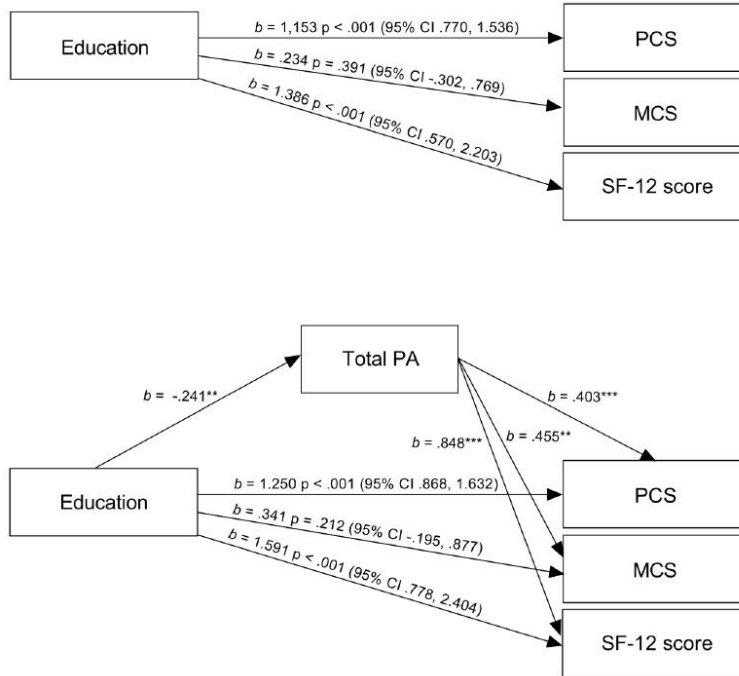 Education
b = 1,153 p < .001 (95% CI .770, 1.536)
b = .234 p = .391 (95% CI -.302, .769)
b = 1.386 p < .001 (95% CI .570, 2.203)
PCS
MCS
SF-12 score
Total PA
b = -.241**
b = .403***
b = .455**
b = .848***
Education
b = 1.250 p < .001 (95% CI .868, 1.632)
b = .341 p = .212 (95% CI -.195, .877)
b = 1.591 p < .001 (95% CI .778, 2.404)
PCS
MCS
SF-12 score